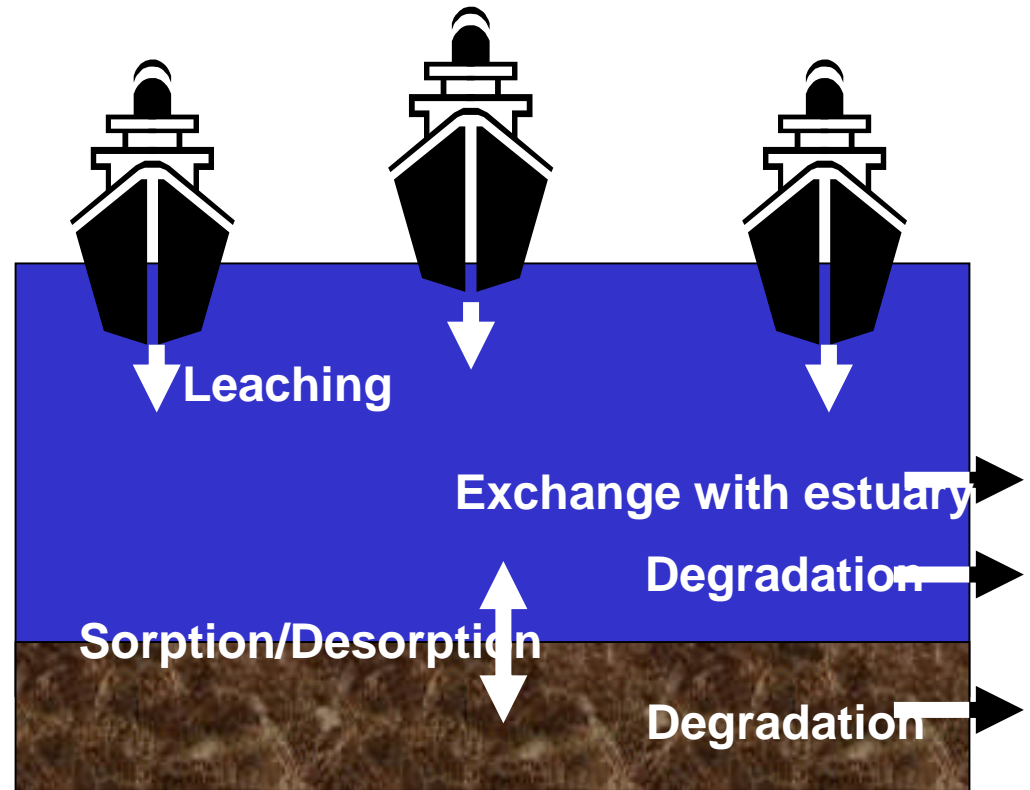 Leaching
Exchange with estuary
Degradation
Sorption/Desorption
Degradation